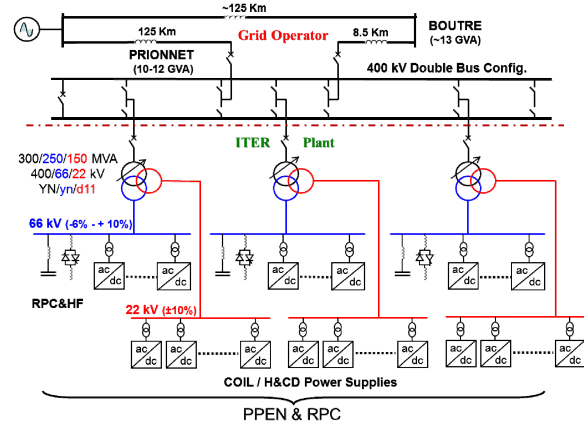 ~125 Km
125 Km
Grid Operator
8.5 Km
BOUTRE
(~13 GVA)
PRIONNET
(10-12 GVA)
400 kV Double Bus Config.
ITER Plant
300/250/150 MVA
400/66/22 kV
YN/yn/d11
66 kV (-6% - + 10%)
ac dc ac dc ac dc ac dc ac dc ac dc
RPC&HF
22 kV (±10%)
ac dc ac dc ac dc ac dc ac dc ac dc ac dc ac dc ac dc
COIL / H&CD Power Supplies
PPEN & RPC